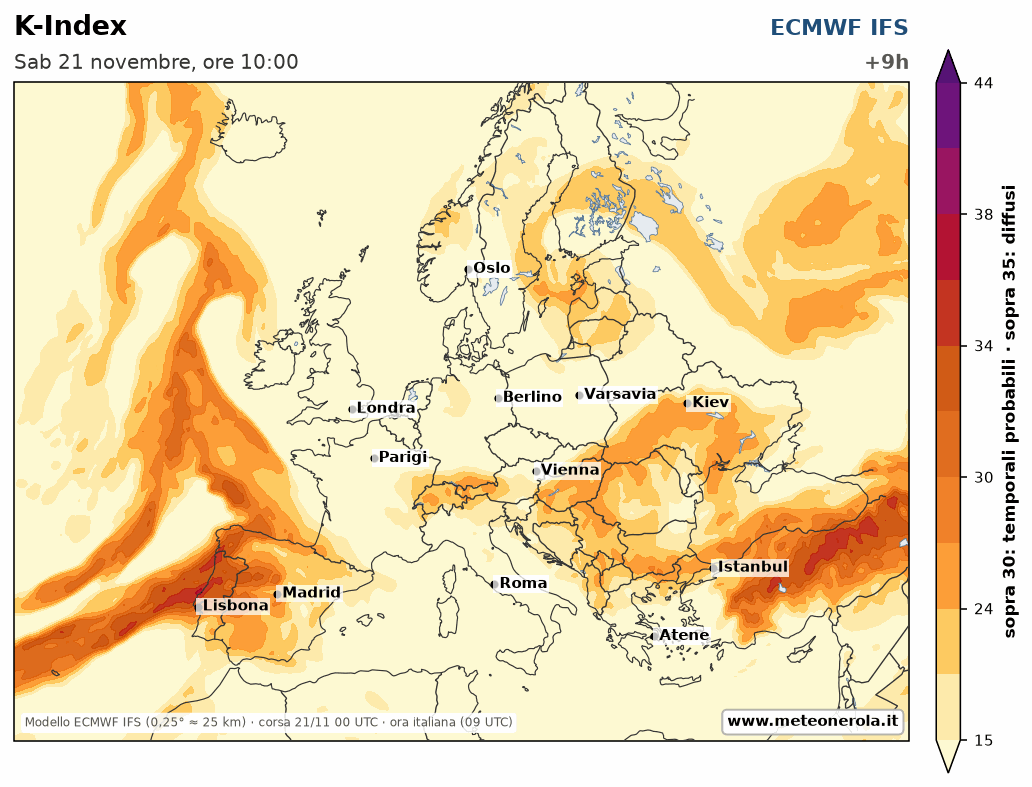 K-Index
ECMWF IFS
Sab 21 novembre, ore 10:00
+9h
44
38
34
30
24
15
sopra 30: temporali probabili · sopra 35: diffusi
Oslo
Londra
Berlino
Varsavia
Kiev
Parigi
Vienna
Istanbul
Roma
Madrid
Lisbona
Atene
Modello ECMWF IFS (0.25° ≈ 25 km) · corsa 21/11 00 UTC · ora italiana (09 UTC)
www.meteonerola.it